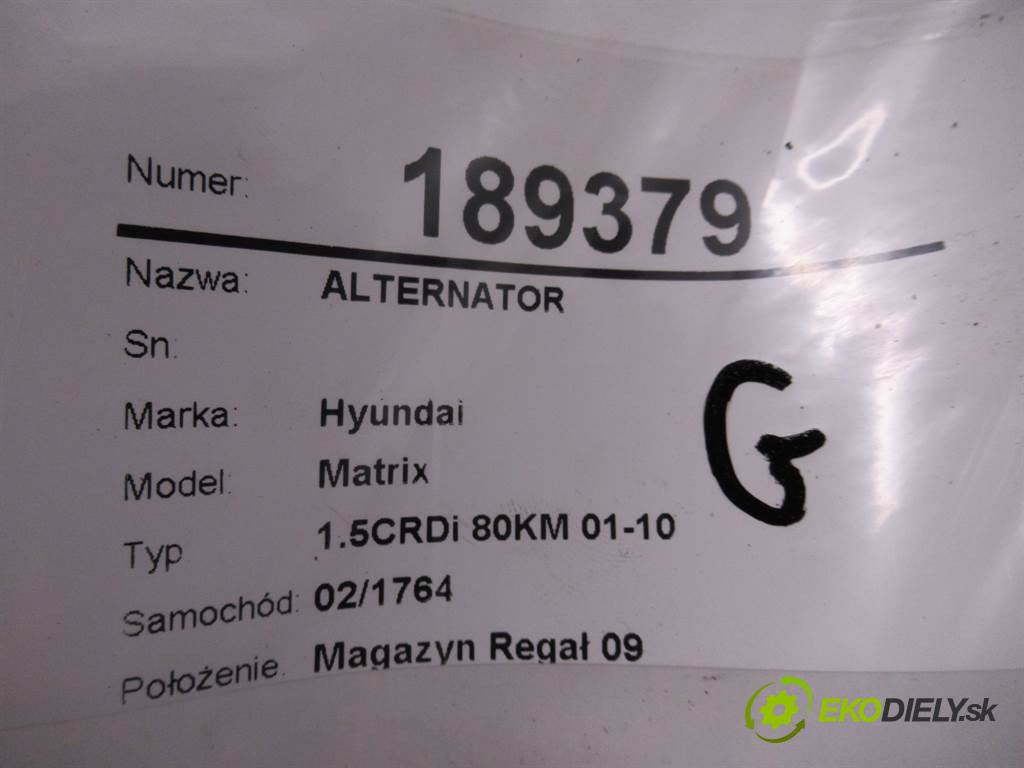 Numer: 189379
Nazwa: ALTERNATOR
Sn:
Marka: Hyundai
Model: Matrix
G
Typ 1.5CRDi 80KM 01-10
Samochód: 02/1764
Położenie: Magazyn Regał 09
EKODIELY.sk